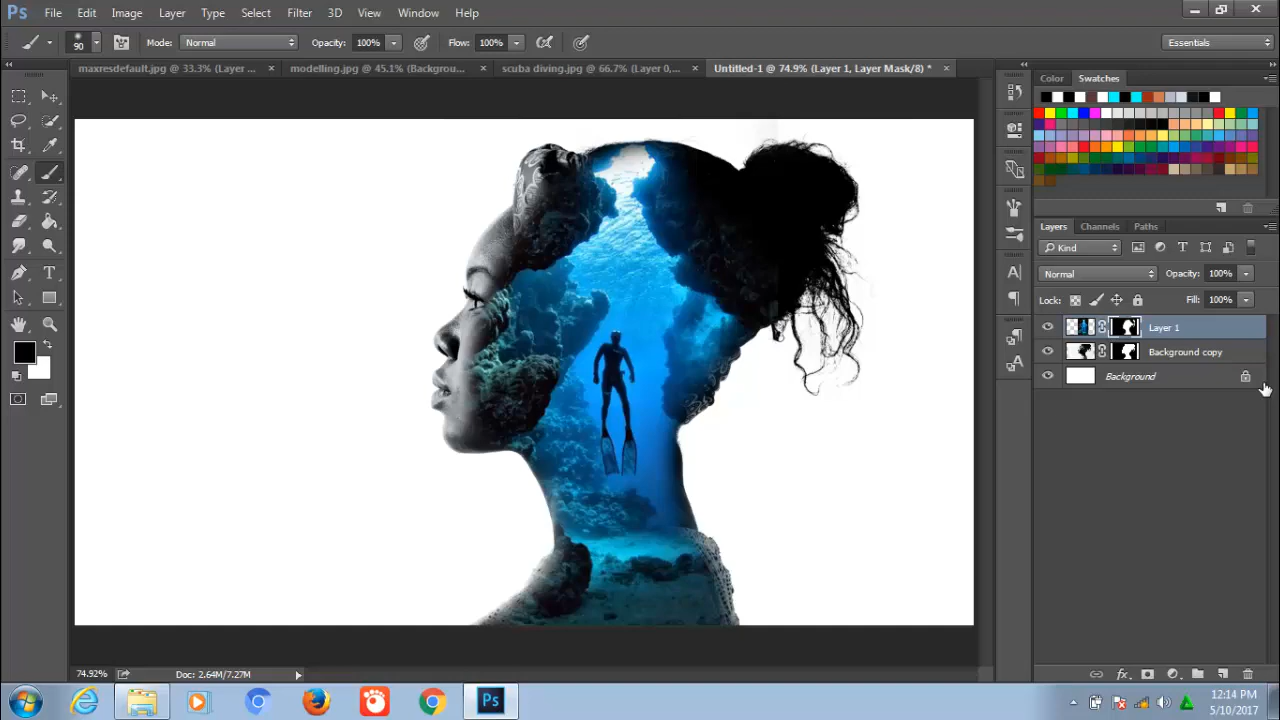 Ps File Edit Image Layer Type Select Filter 3D View Window Help
90 Mode: Normal Opacity: 100% Flow: 100% Essentials
maxresdefault.jpg @ 33.3% (Layer ... × modelling.jpg @ 45.1% (Backgrou... × scuba diving.jpg @ 66.7% (Layer 0,... × Untitled-1 @ 74.9% (Layer 1, Layer Mask/8) * ×
Color Swatches
Layers Channels Paths
Kind
Normal Opacity: 100%
Lock: Fill: 100%
Layer 1
Background copy
Background
74.92% Doc: 2.64M/7.27M
Ps
12:14 PM
5/10/2017